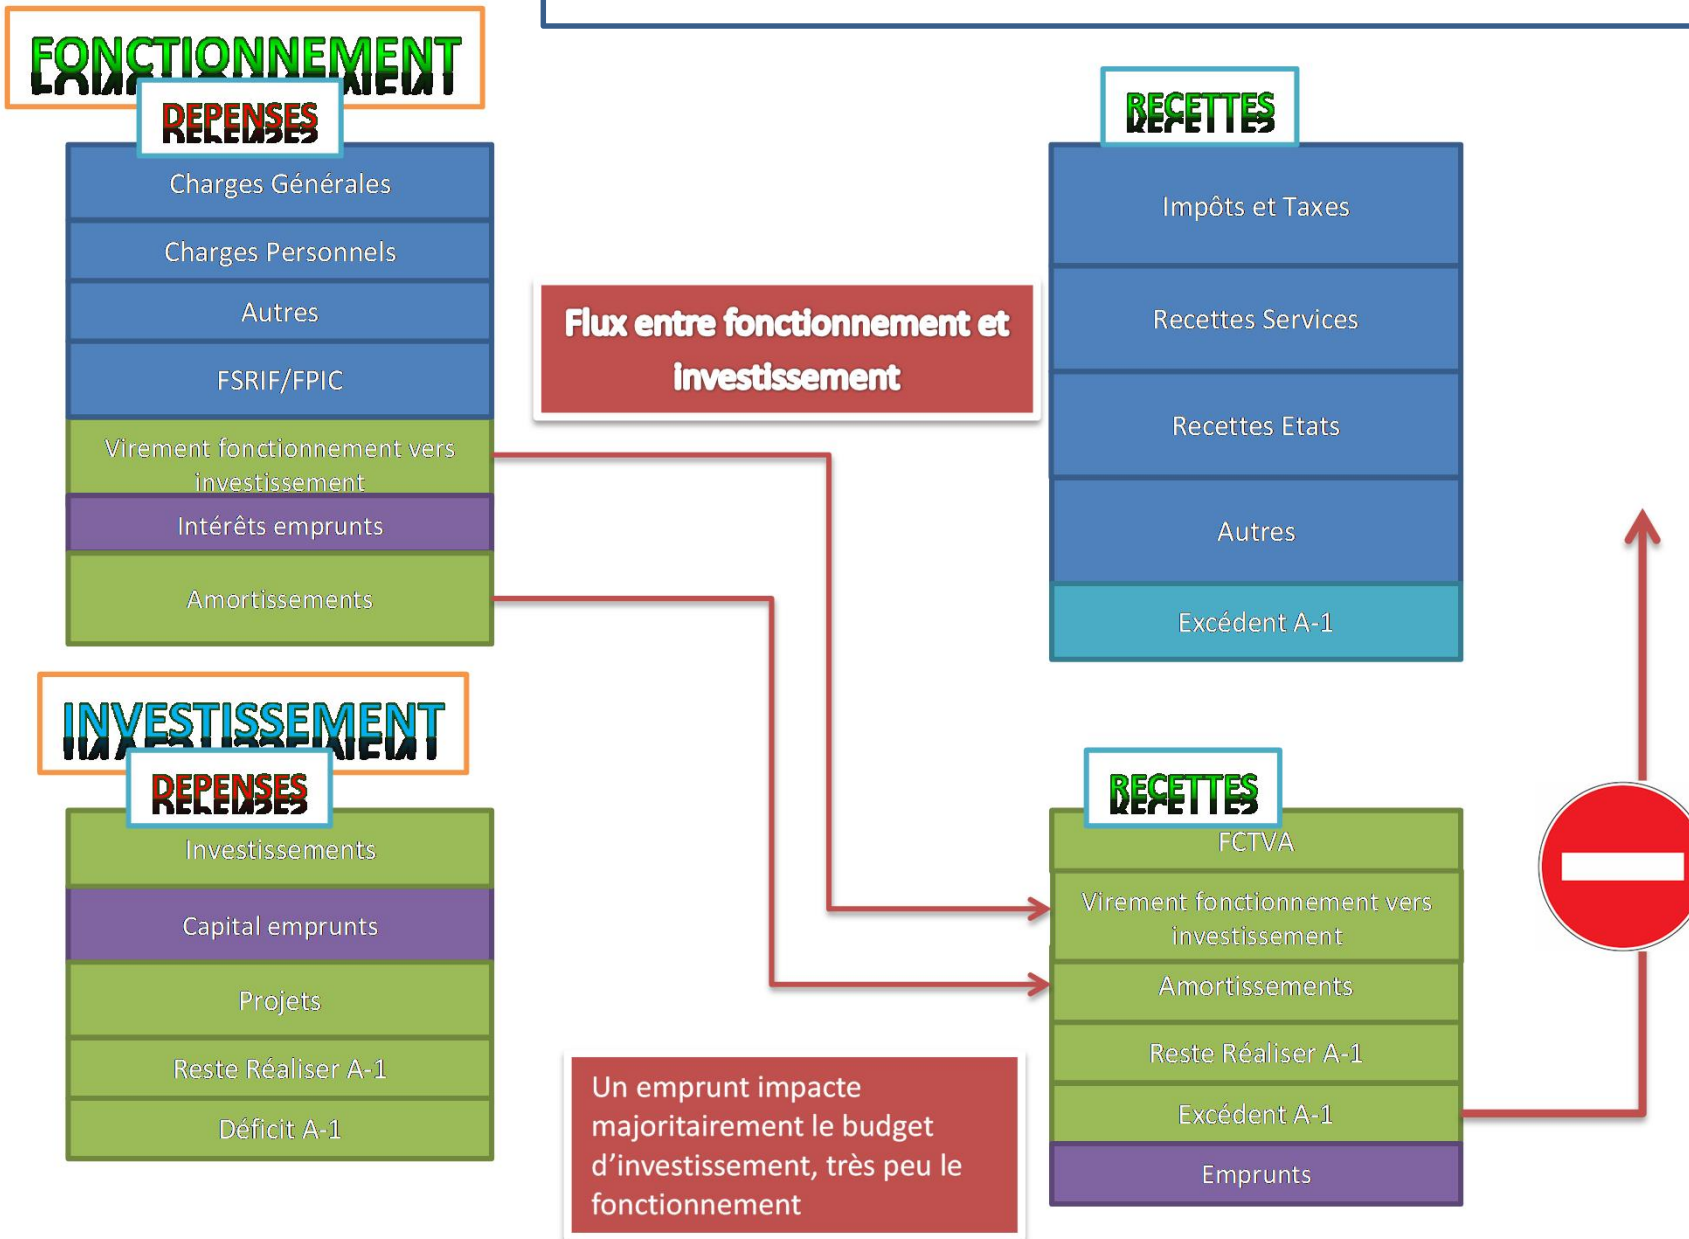 FONCTIONNEMENT
DEPENSES
Charges Générales
Charges Personnels
Autres
FSRIF/FPIC
Virement fonctionnement vers
investissement
Intérêts emprunts
Amortissements
RECETTES
Impôts et Taxes
Recettes Services
Recettes Etats
Autres
Excédent A-1
Flux entre fonctionnement et
investissement
INVESTISSEMENT
DEPENSES
Investissements
Capital emprunts
Projets
Reste Réaliser A-1
Déficit A-1
RECETTES
FCTVA
Virement fonctionnement vers
investissement
Amortissements
Reste Réaliser A-1
Excédent A-1
Emprunts
Un emprunt impacte
majoritairement le budget
d’investissement, très peu le
fonctionnement